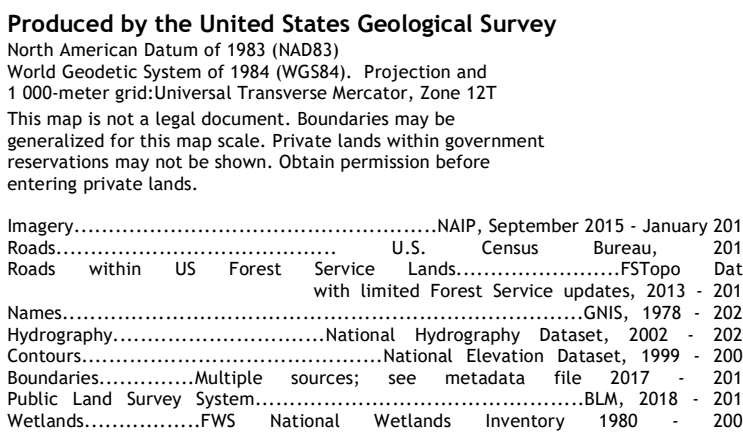 Produced by the United States Geological Survey
North American Datum of 1983 (NAD83)
World Geodetic System of 1984 (WGS84). Projection and
1 000-meter grid:Universal Transverse Mercator, Zone 12T
This map is not a legal document. Boundaries may be
generalized for this map scale. Private lands within government
reservations may not be shown. Obtain permission before
entering private lands.
Imagery.....................................................NAIP, September 2015 - January 201
Roads......................................... U.S. Census Bureau, 201
Roads within US Forest Service Lands........................FSTopo Dat
with limited Forest Service updates, 2013 - 201
Names............................................................................GNIS, 1978 - 202
Hydrography...............................National Hydrography Dataset, 2002 - 202
Contours............................................National Elevation Dataset, 1999 - 200
Boundaries..............Multiple sources; see metadata file 2017 - 201
Public Land Survey System................................................BLM, 2018 - 201
Wetlands.................FWS National Wetlands Inventory 1980 - 200